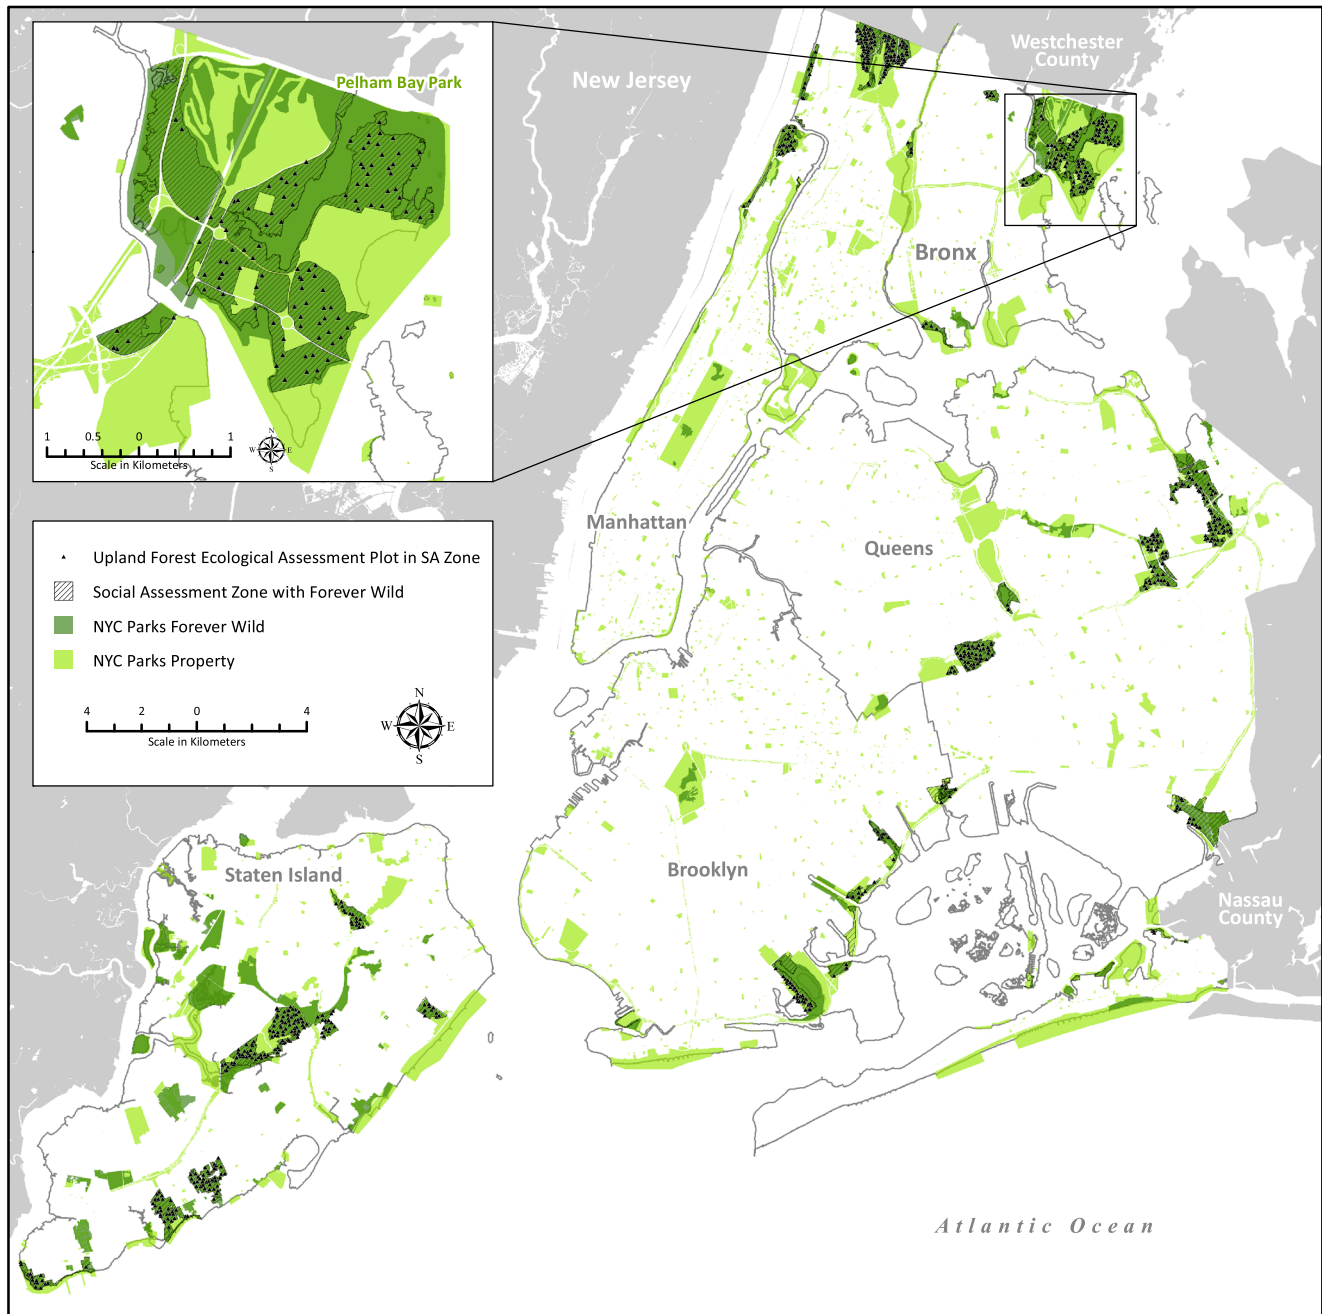 Westchester
County
New Jersey
Pelham Bay Park
Bronx
1 0.5 0 1
Scale in Kilometers
N
W E
S
Manhattan
Queens
Upland Forest Ecological Assessment Plot in SA Zone
Social Assessment Zone with Forever Wild
NYC Parks Forever Wild
NYC Parks Property
4 2 0 4
Scale in Kilometers
N
W E
S
Staten Island
Brooklyn
Nassau
County
Atlantic Ocean